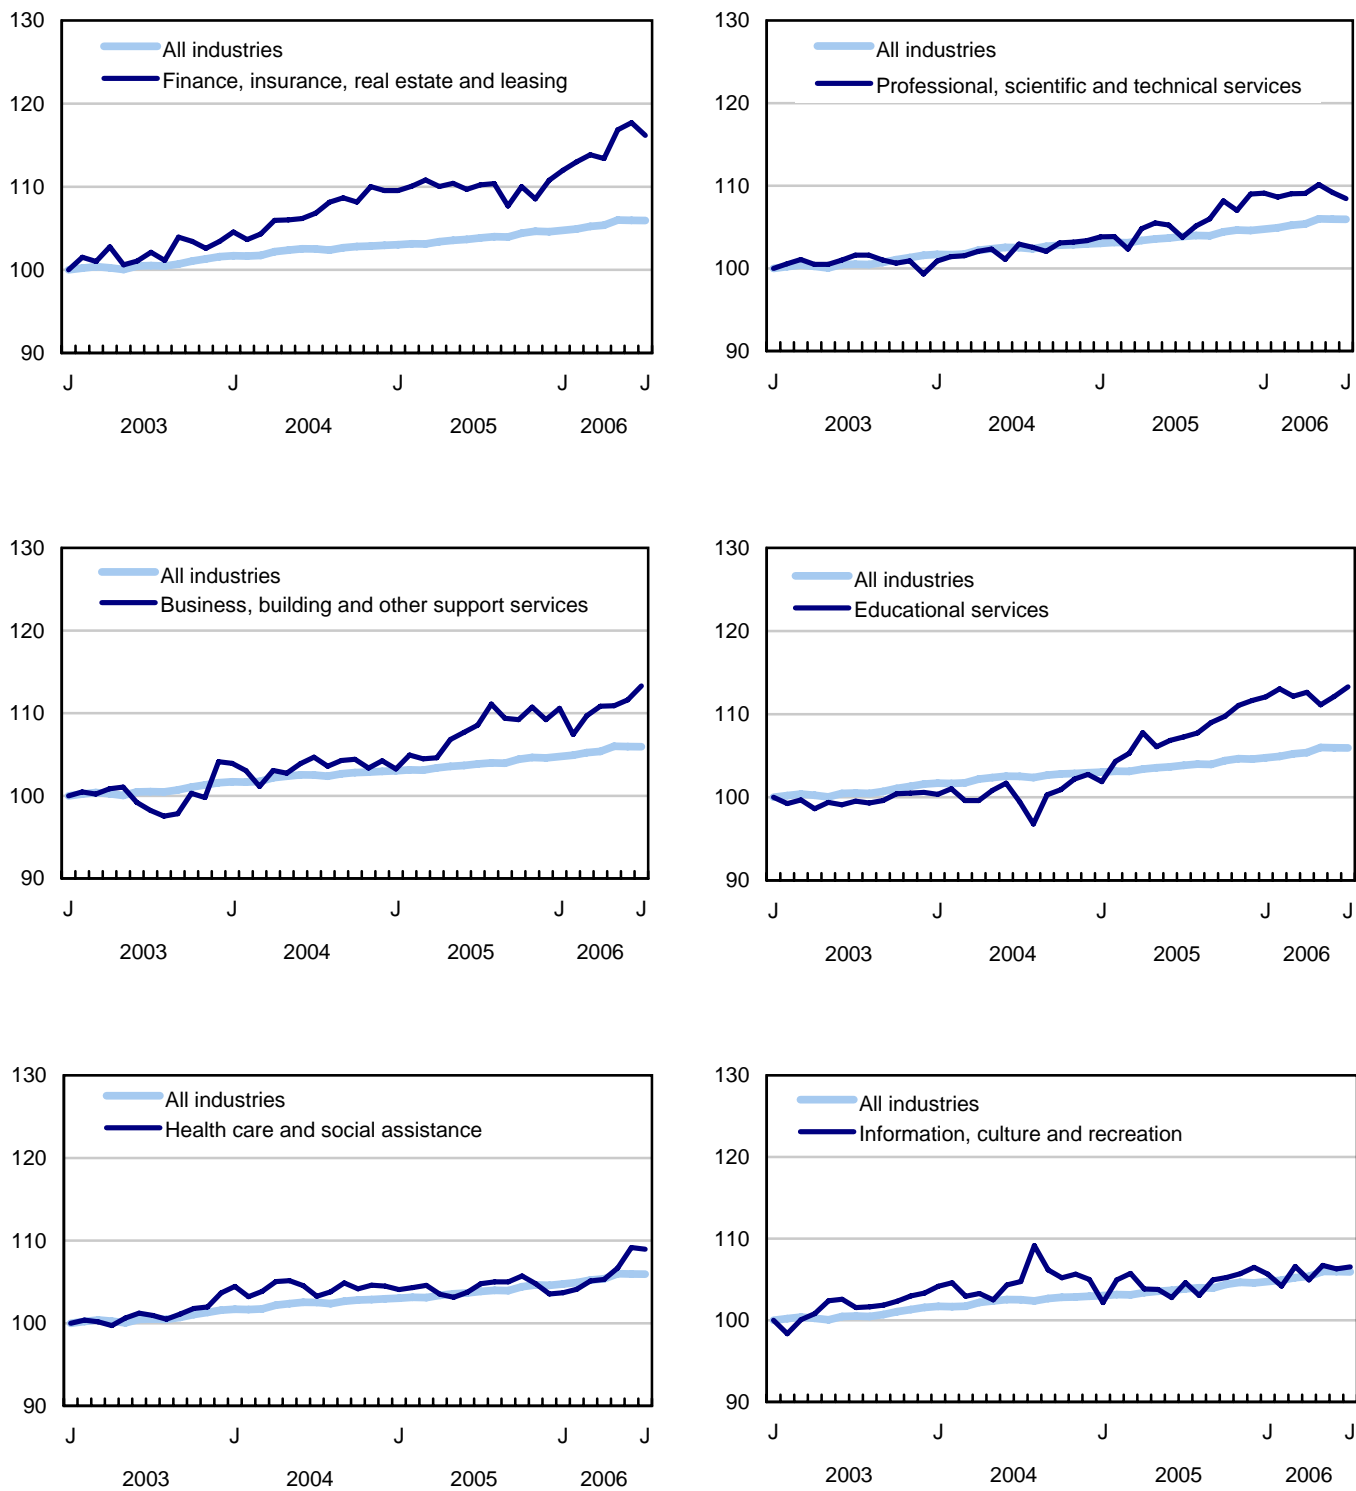 130
All industries
Finance, insurance, real estate and leasing
120
110
100
90
J J J J J
2003 2004 2005 2006
130
All industries
Professional, scientific and technical services
120
110
100
90
J J J J J
2003 2004 2005 2006
130
All industries
Business, building and other support services
120
110
100
90
J J J J J
2003 2004 2005 2006
130
All industries
Educational services
120
110
100
90
J J J J J
2003 2004 2005 2006
130
All industries
Health care and social assistance
120
110
100
90
J J J J J
2003 2004 2005 2006
130
All industries
Information, culture and recreation
120
110
100
90
J J J J J
2003 2004 2005 2006